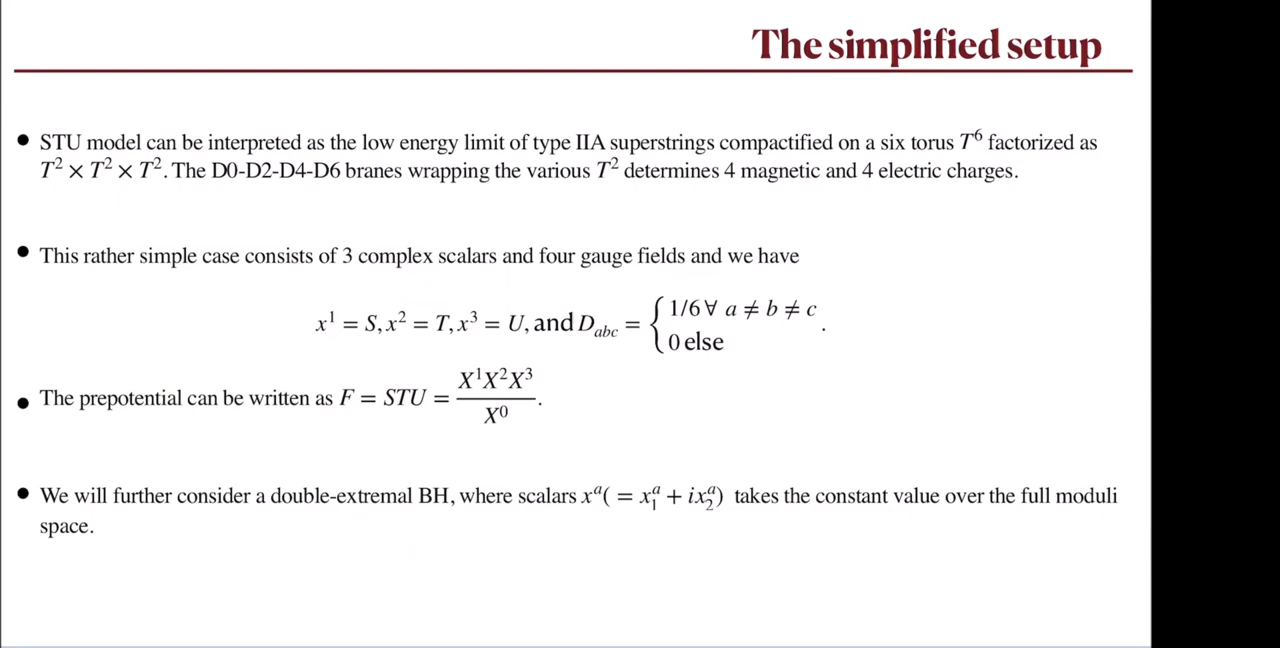 The simplified setup
• STU model can be interpreted as the low energy limit of type IIA superstrings compactified on a six torus T⁶ factorized as
T² × T² × T². The D0-D2-D4-D6 branes wrapping the various T² determines 4 magnetic and 4 electric charges.
• This rather simple case consists of 3 complex scalars and four gauge fields and we have
x¹ = S, x² = T, x³ = U, and D_{abc} = { 1/6 ∀ a ≠ b ≠ c
0 else .
• The prepotential can be written as F = STU = X¹X²X³ / X⁰.
• We will further consider a double-extremal BH, where scalars xᵃ( = x₁ᵃ + ix₂ᵃ) takes the constant value over the full moduli
space.